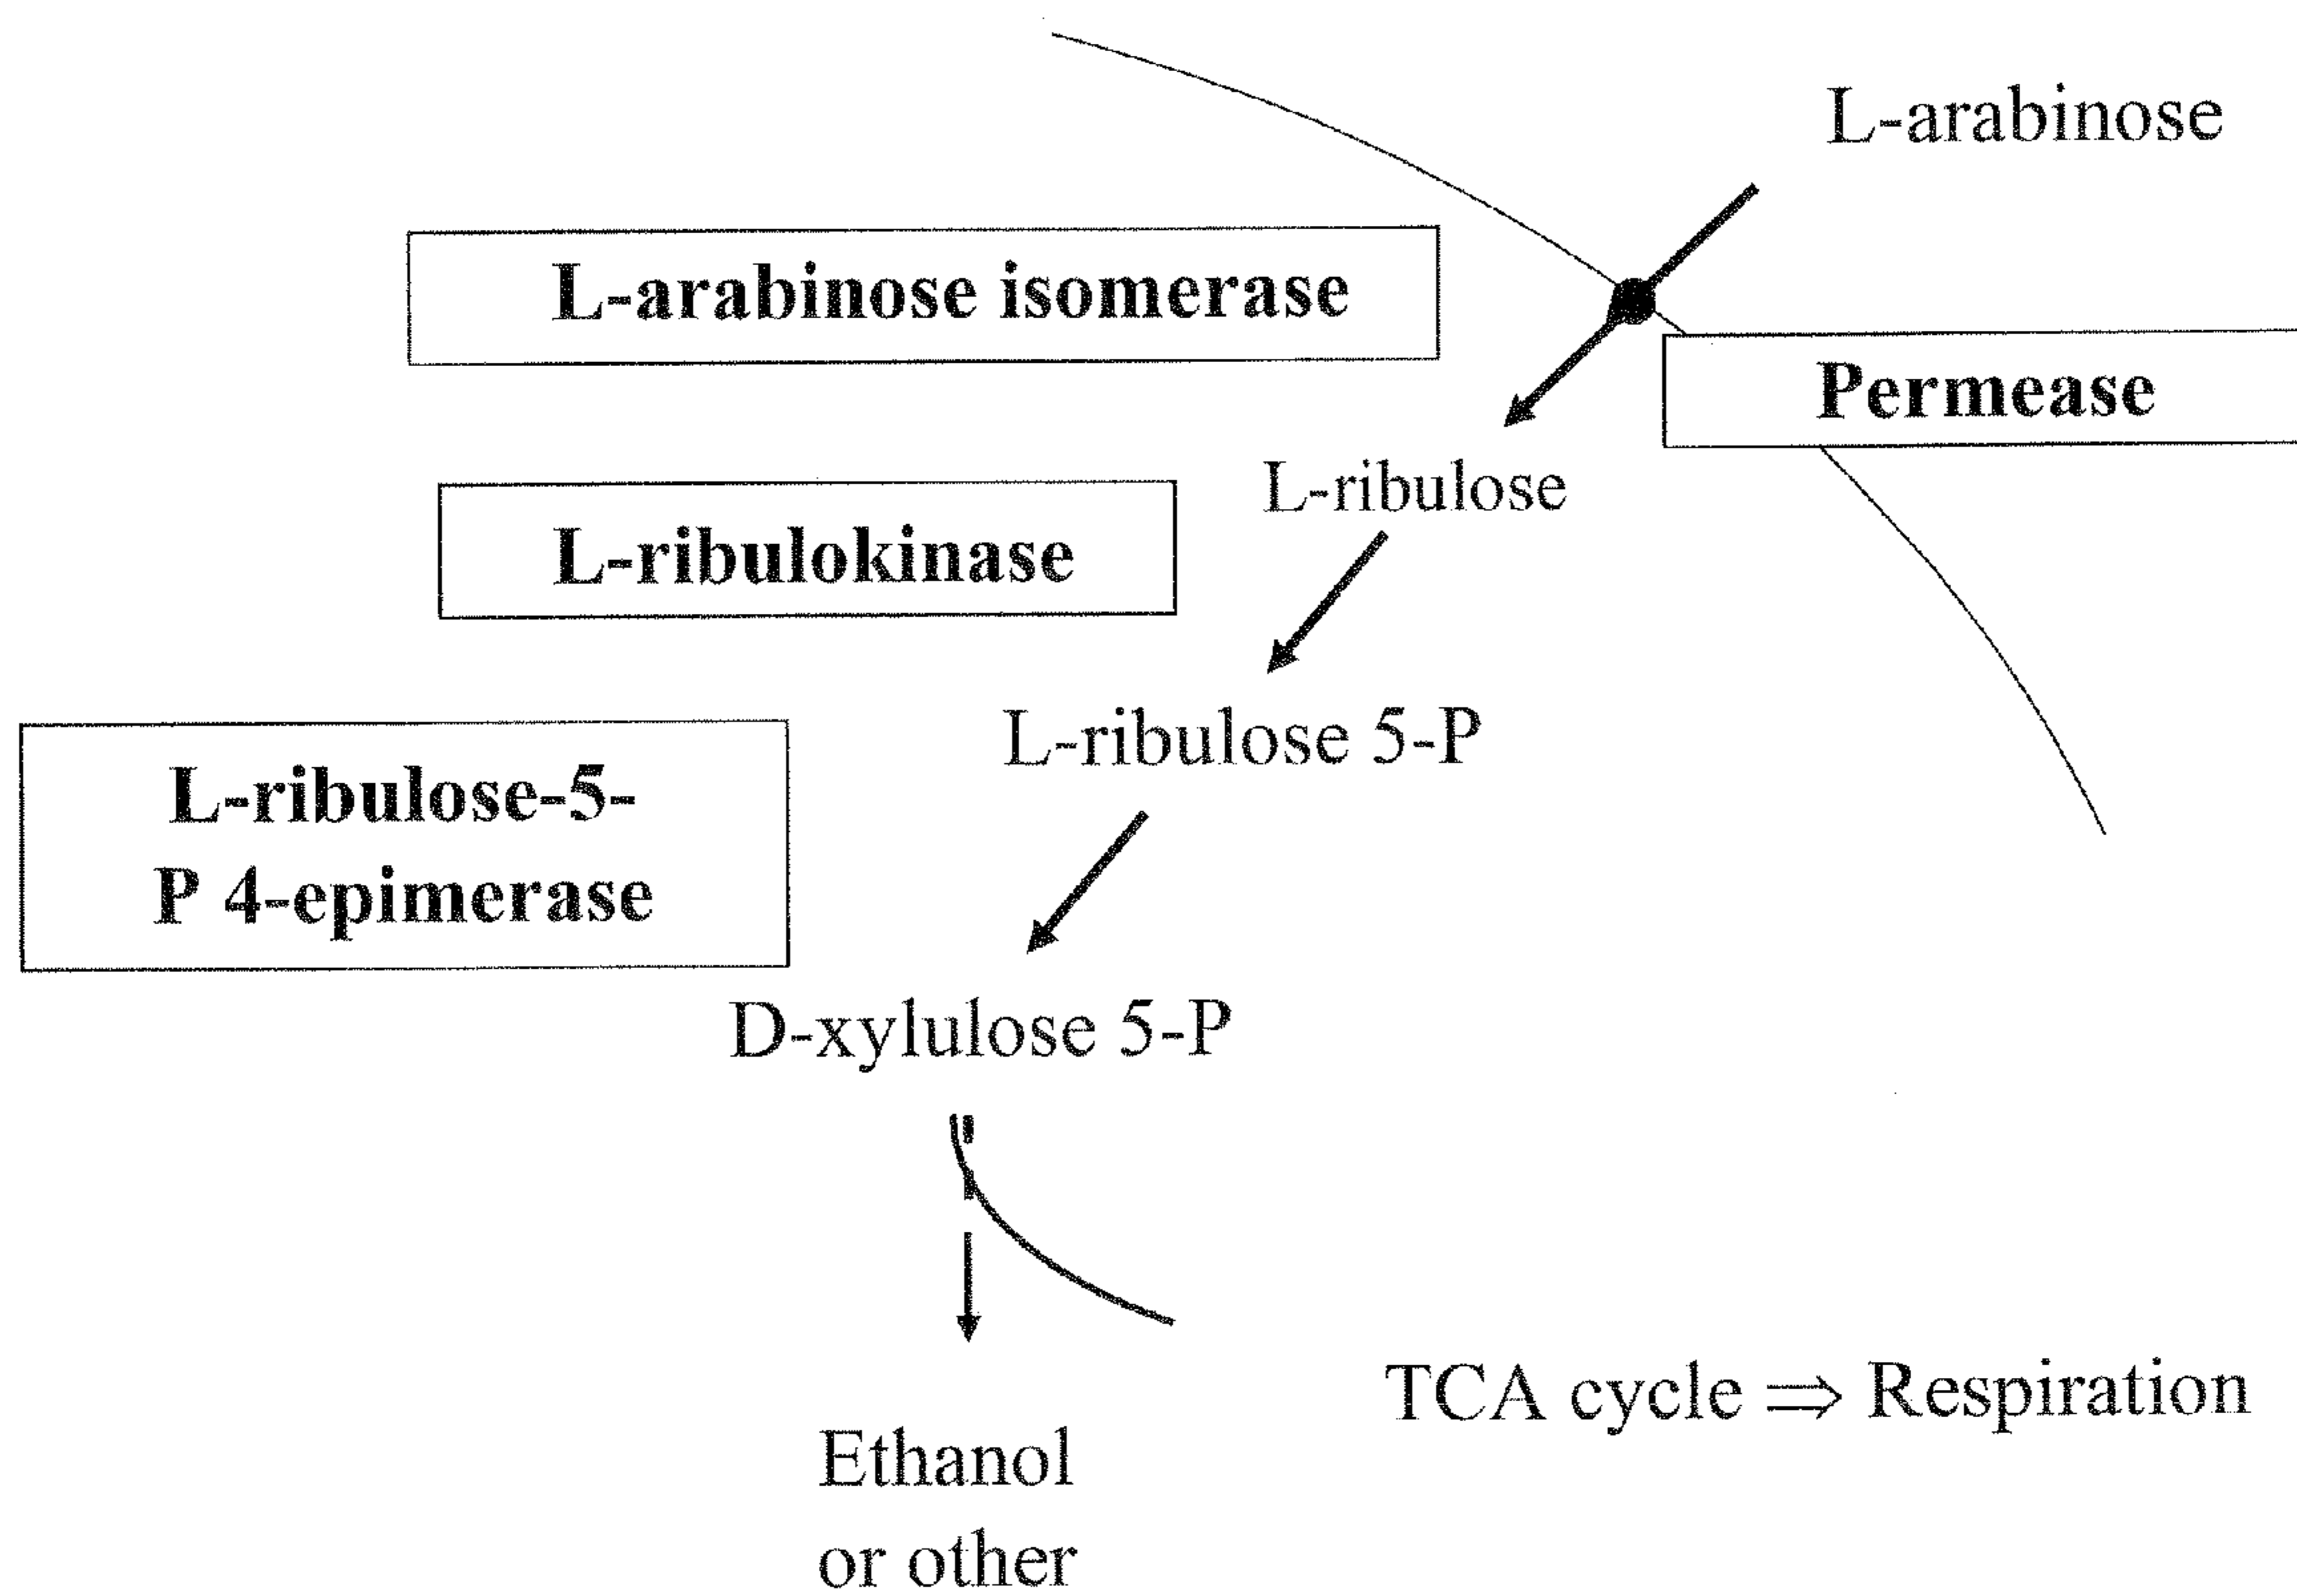 L-arabinose
L-arabinose isomerase
Permease
L-ribulose
L-ribulokinase
L-ribulose 5-P
L-ribulose-5-
P 4-epimerase
D-xylulose 5-P
TCA cycle ⇒ Respiration
Ethanol
or other